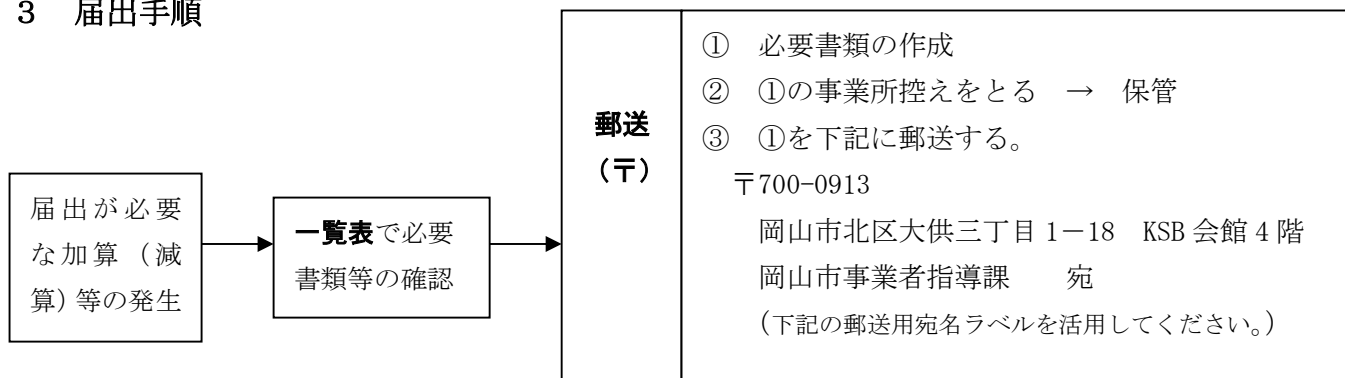 ３　届出手順
届出が必要
な加算（減
算）等の発生
一覧表で必要
書類等の確認
郵送
（〒）
①　必要書類の作成
②　①の事業所控えをとる　→　保管
③　①を下記に郵送する。
〒700-0913
岡山市北区大供三丁目 1－18　KSB 会館 4 階
岡山市事業者指導課　　宛
（下記の郵送用宛名ラベルを活用してください。）